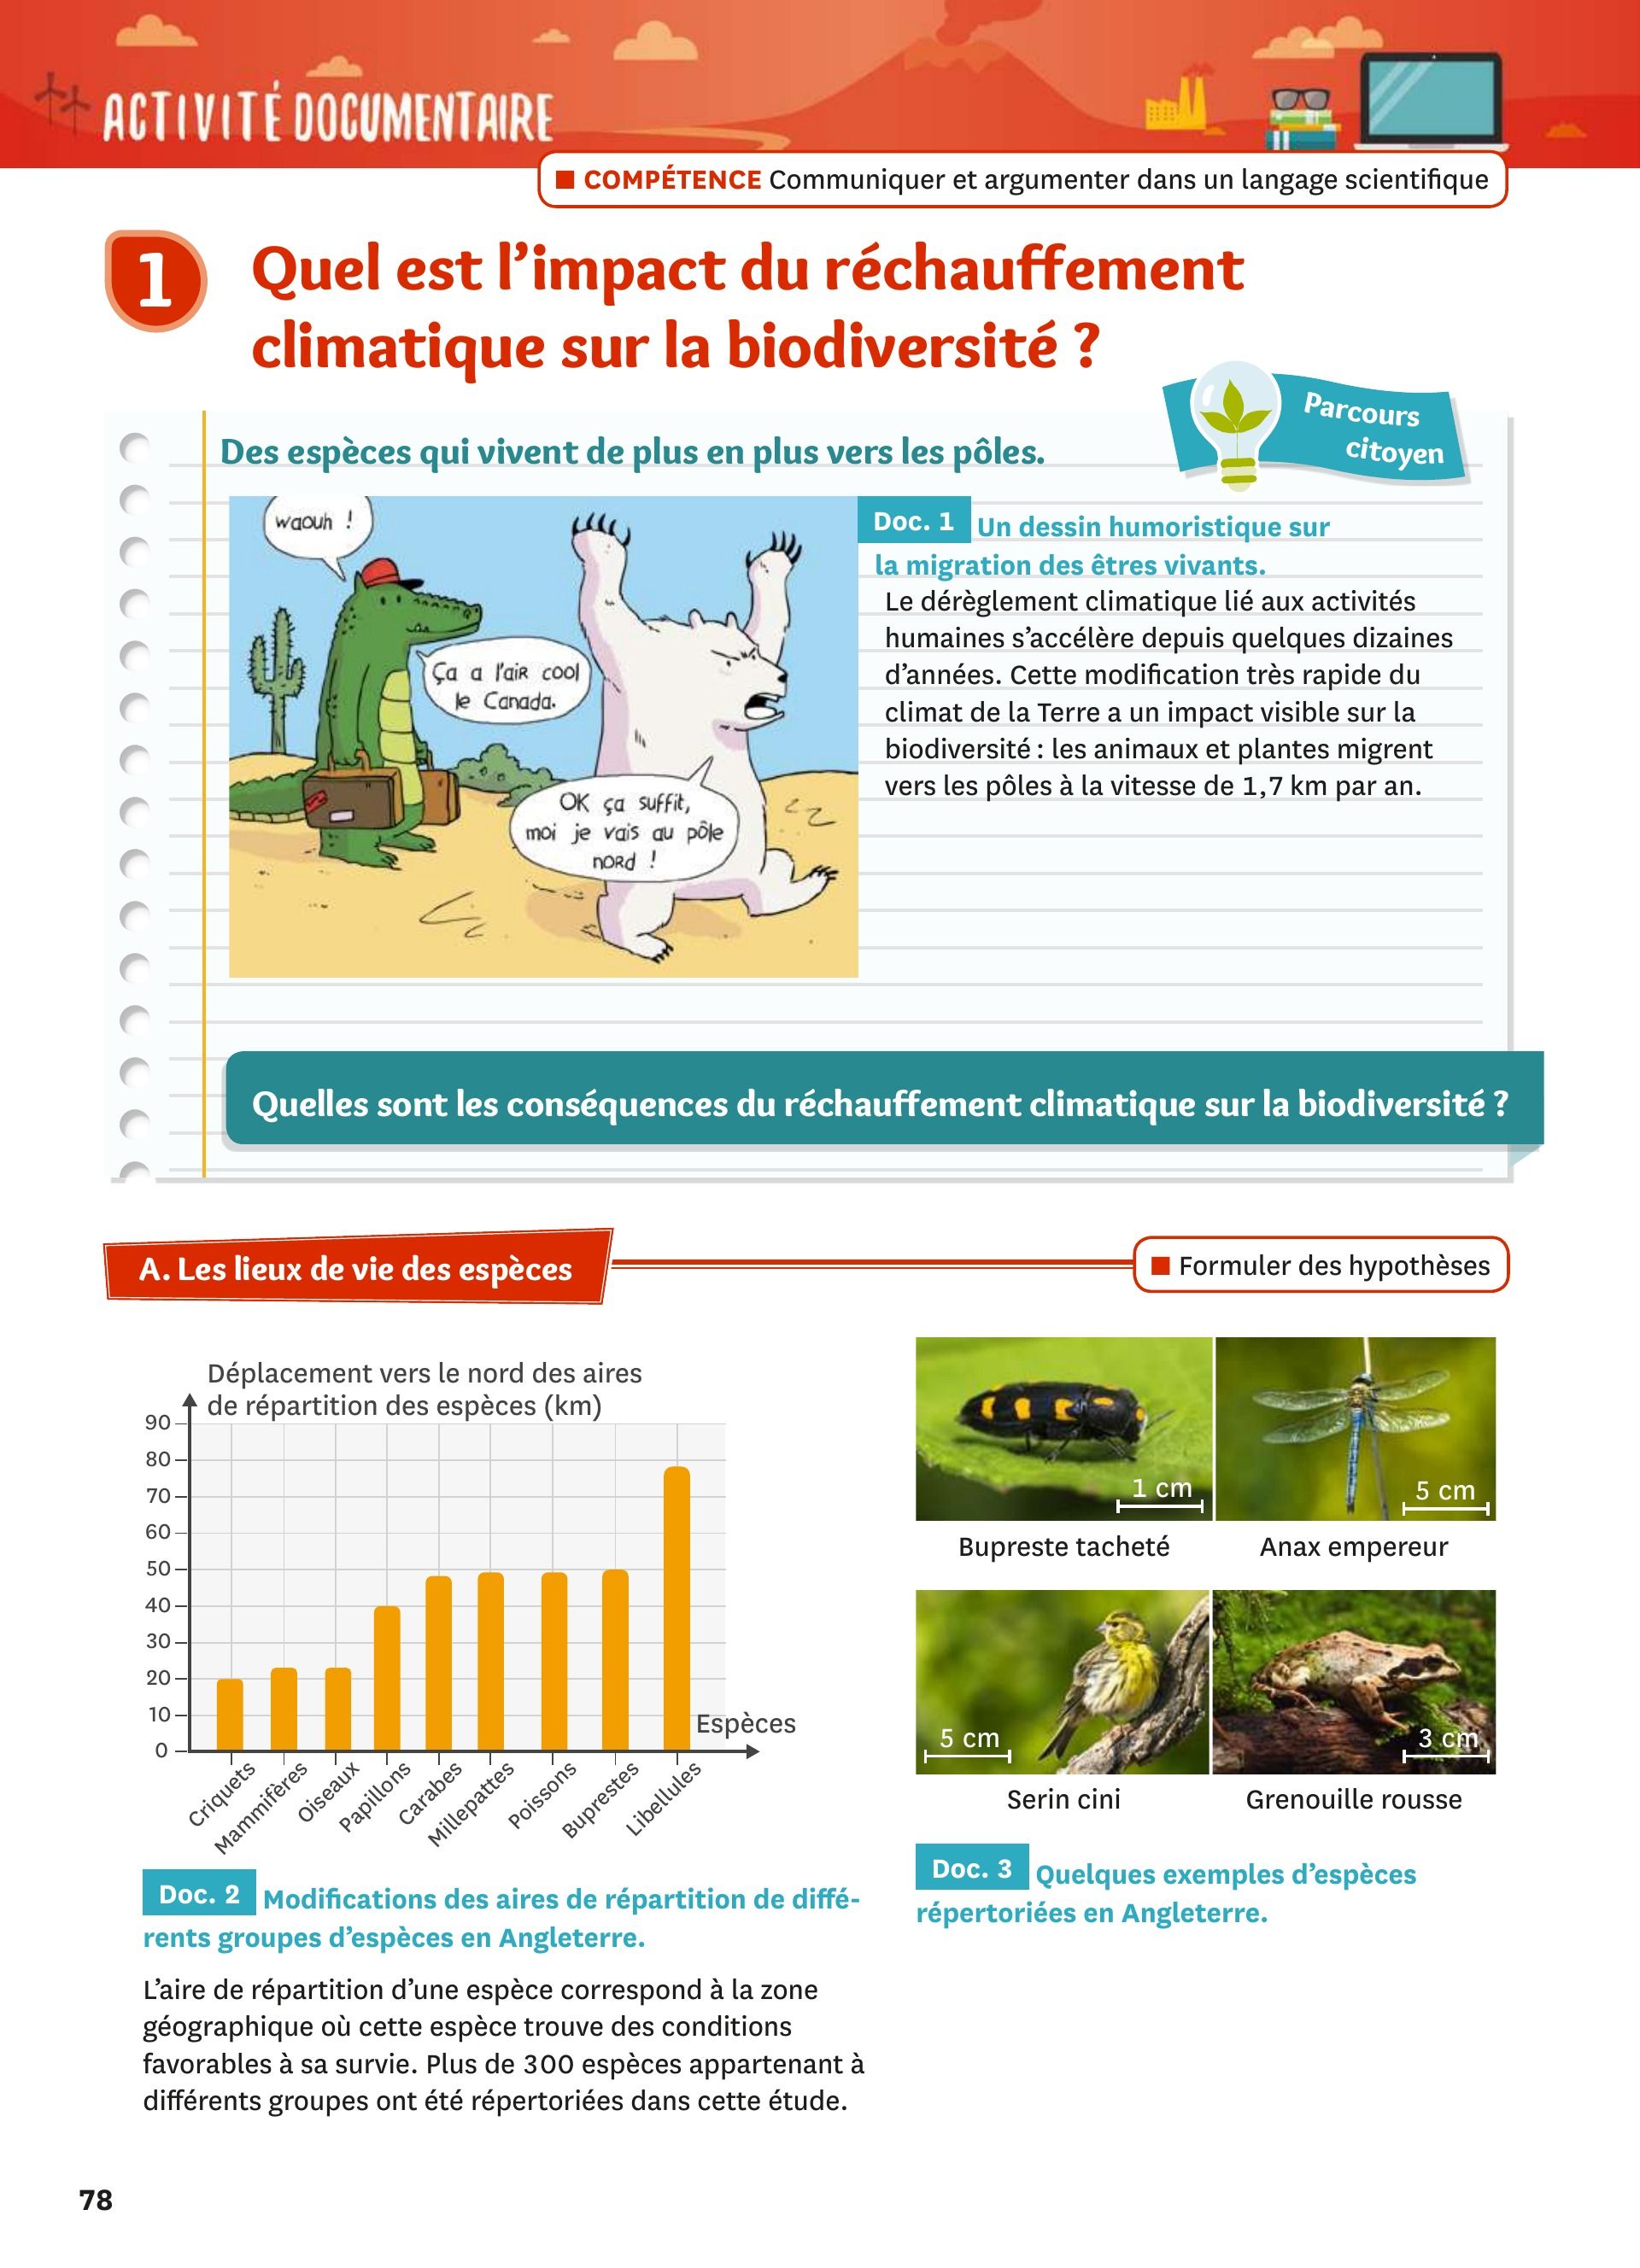 ACTIVITÉ DOCUMENTAIRE
COMPÉTENCE Communiquer et argumenter dans un langage scientifique
1
Quel est l’impact du réchauffement
climatique sur la biodiversité ?
Parcours
citoyen
Des espèces qui vivent de plus en plus vers les pôles.
waouh !
Ça a l'air cool
le Canada.
OK ça suffit,
moi je vais au pôle
nord !
Doc. 1 Un dessin humoristique sur
la migration des êtres vivants.
Le dérèglement climatique lié aux activités
humaines s’accélère depuis quelques dizaines
d’années. Cette modification très rapide du
climat de la Terre a un impact visible sur la
biodiversité : les animaux et plantes migrent
vers les pôles à la vitesse de 1,7 km par an.
Quelles sont les conséquences du réchauffement climatique sur la biodiversité ?
A. Les lieux de vie des espèces
Formuler des hypothèses
Déplacement vers le nord des aires
de répartition des espèces (km)
90
80
70
60
50
40
30
20
10
0
Espèces
Criquets
Mammifères
Oiseaux
Papillons
Carabes
Millepattes
Poissons
Buprestes
Libellules
Doc. 2 Modifications des aires de répartition de diffé-
rents groupes d’espèces en Angleterre.
L’aire de répartition d’une espèce correspond à la zone
géographique où cette espèce trouve des conditions
favorables à sa survie. Plus de 300 espèces appartenant à
différents groupes ont été répertoriées dans cette étude.
1 cm
5 cm
Bupreste tacheté
Anax empereur
5 cm
3 cm
Serin cini
Grenouille rousse
Doc. 3 Quelques exemples d’espèces
répertoriées en Angleterre.
78